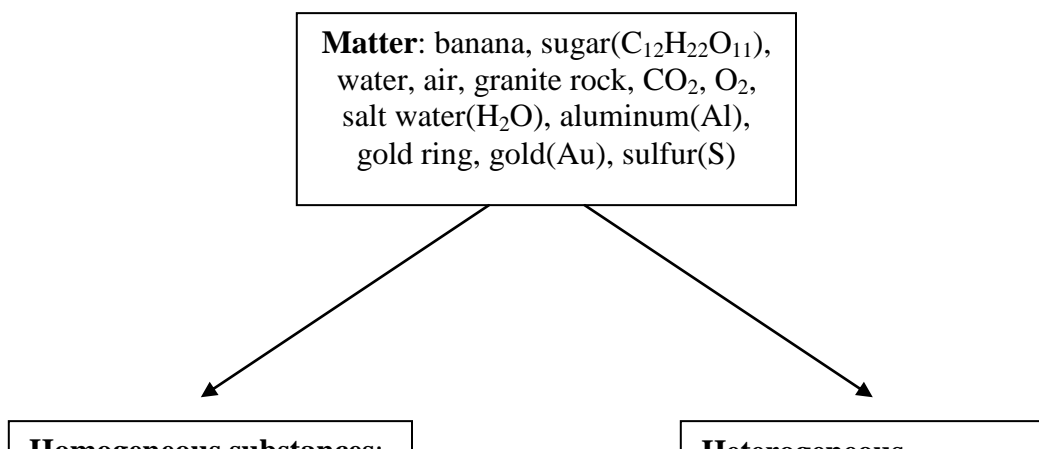 Matter: banana, sugar(C₁₂H₂₂O₁₁),
water, air, granite rock, CO₂, O₂,
salt water(H₂O), aluminum(Al),
gold ring, gold(Au), sulfur(S)
Homogeneous substances:
Heterogeneous